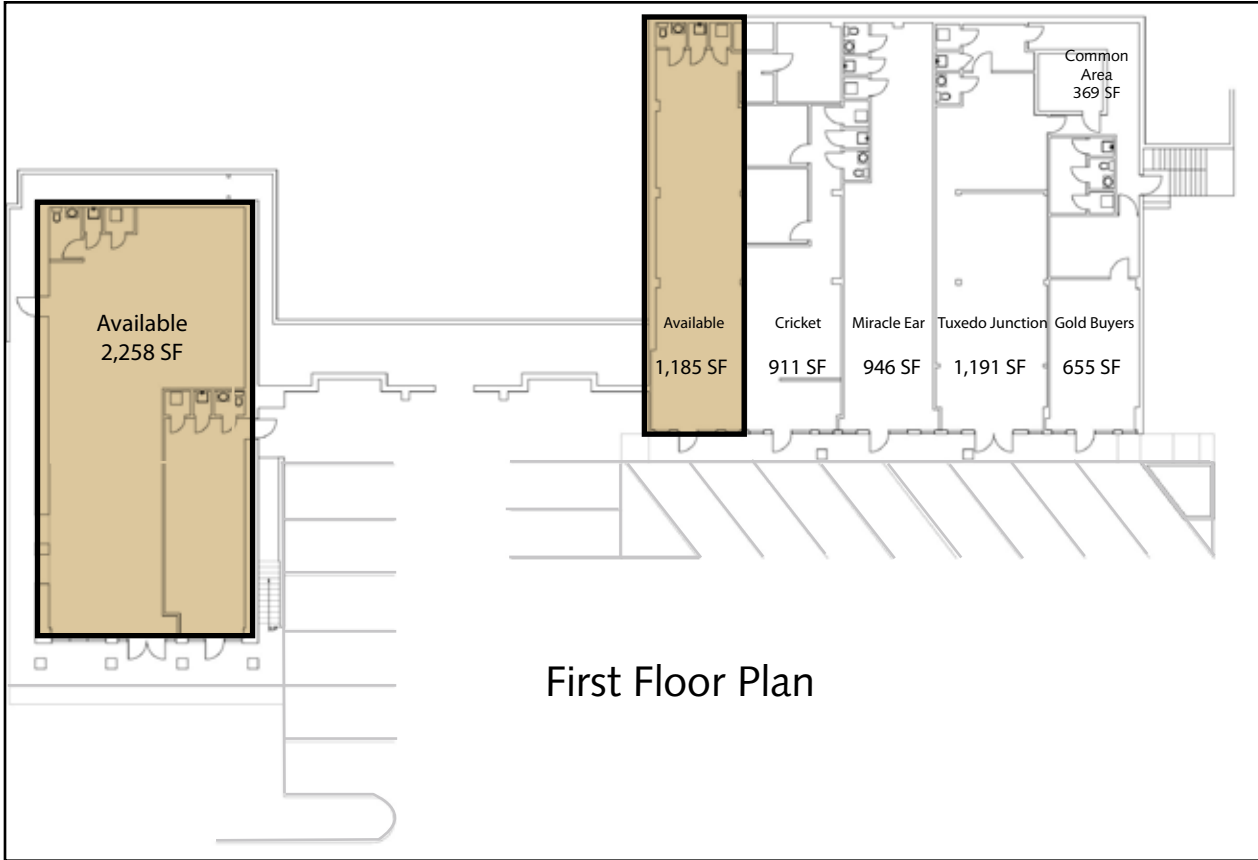 Common
Area
369 SF
Available
2,258 SF
Available
1,185 SF
Cricket
911 SF
Miracle Ear
946 SF
Tuxedo Junction
1,191 SF
Gold Buyers
655 SF
First Floor Plan